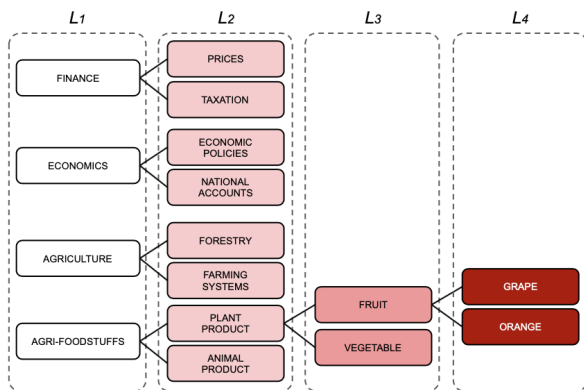 L1
L2
L3
L4
FINANCE
PRICES
TAXATION
ECONOMICS
ECONOMIC
POLICIES
NATIONAL
ACCOUNTS
AGRICULTURE
FORESTRY
FARMING
SYSTEMS
AGRI-FOODSTUFFS
PLANT
PRODUCT
ANIMAL
PRODUCT
FRUIT
VEGETABLE
GRAPE
ORANGE